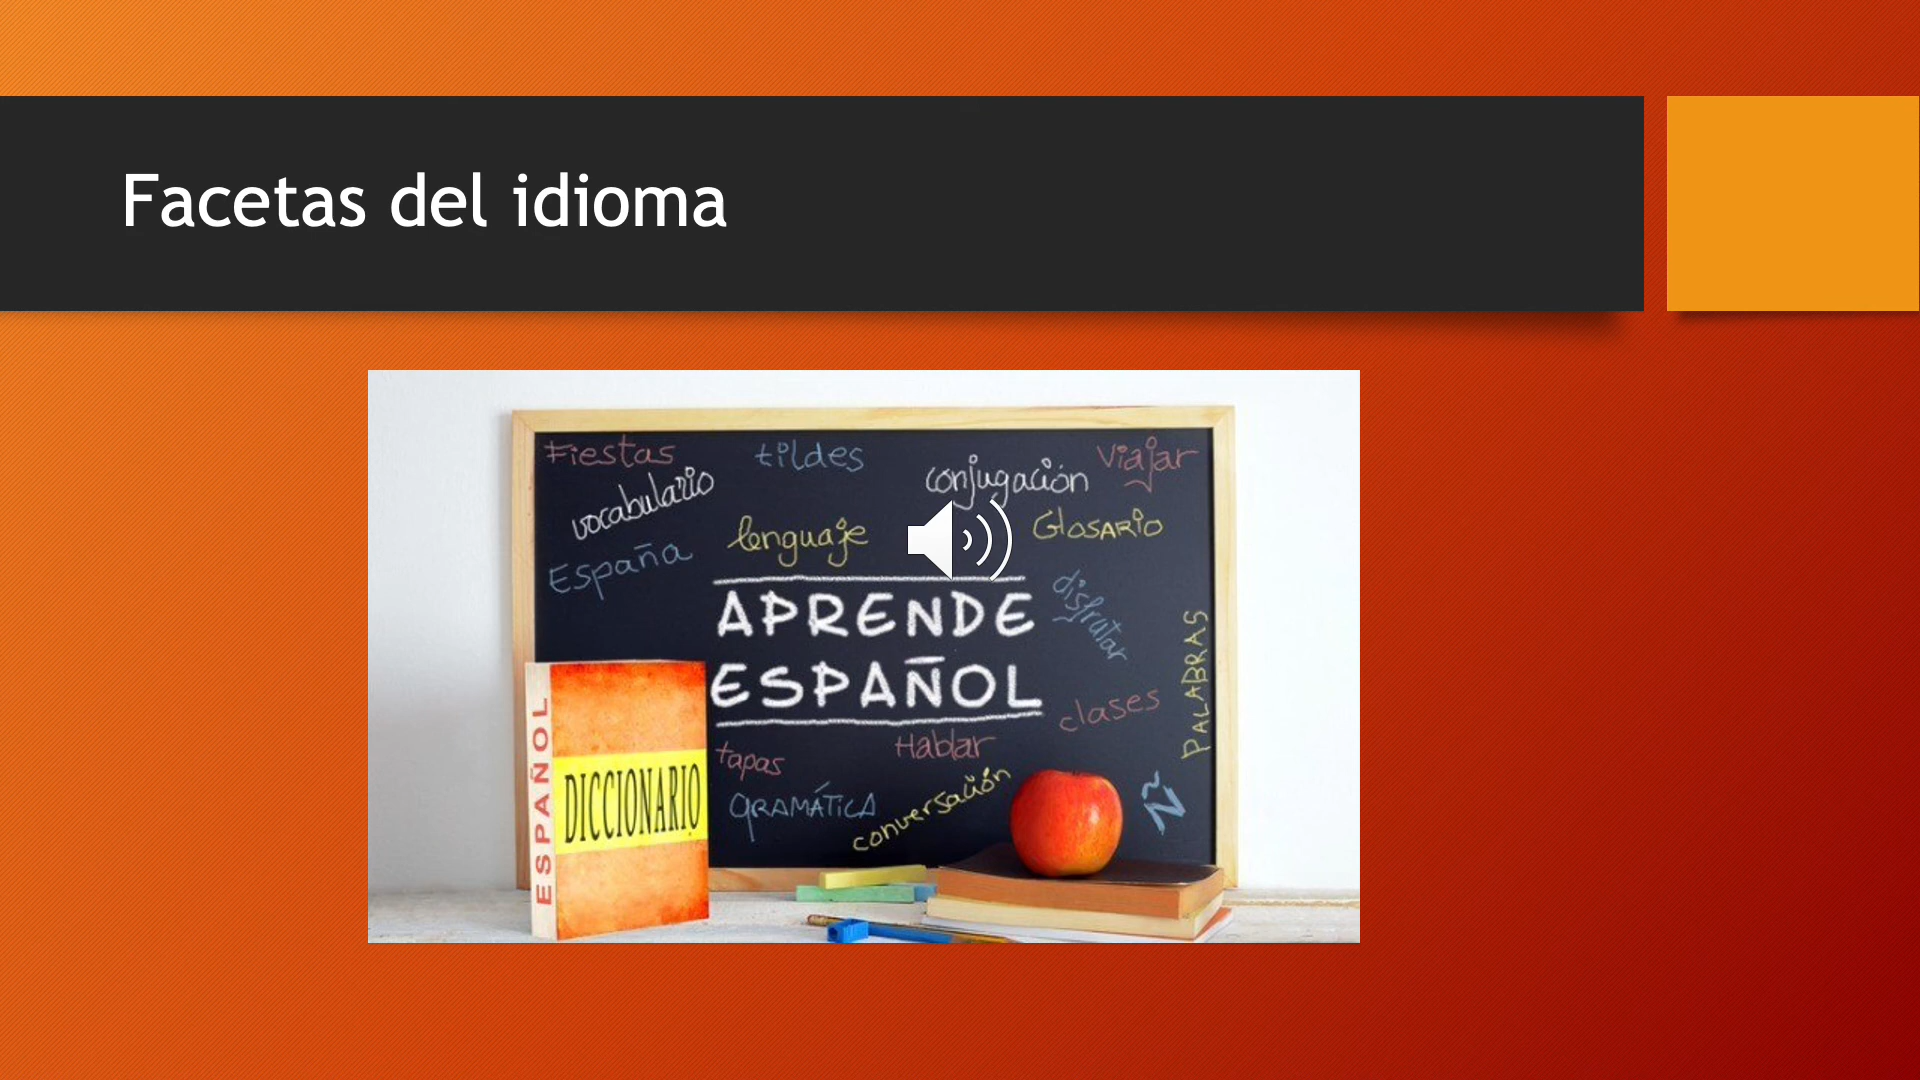 Facetas del idioma
Fiestas
tildes
conjugación
Viajar
vocabulario
lenguaje
Glosario
España
disfrutar
APRENDE
ESPAÑOL
PALABRAS
clases
tapas
Hablar
GRAMÁTiCA
conversación
Ñ
ESPAÑOL
DICCIONARIO